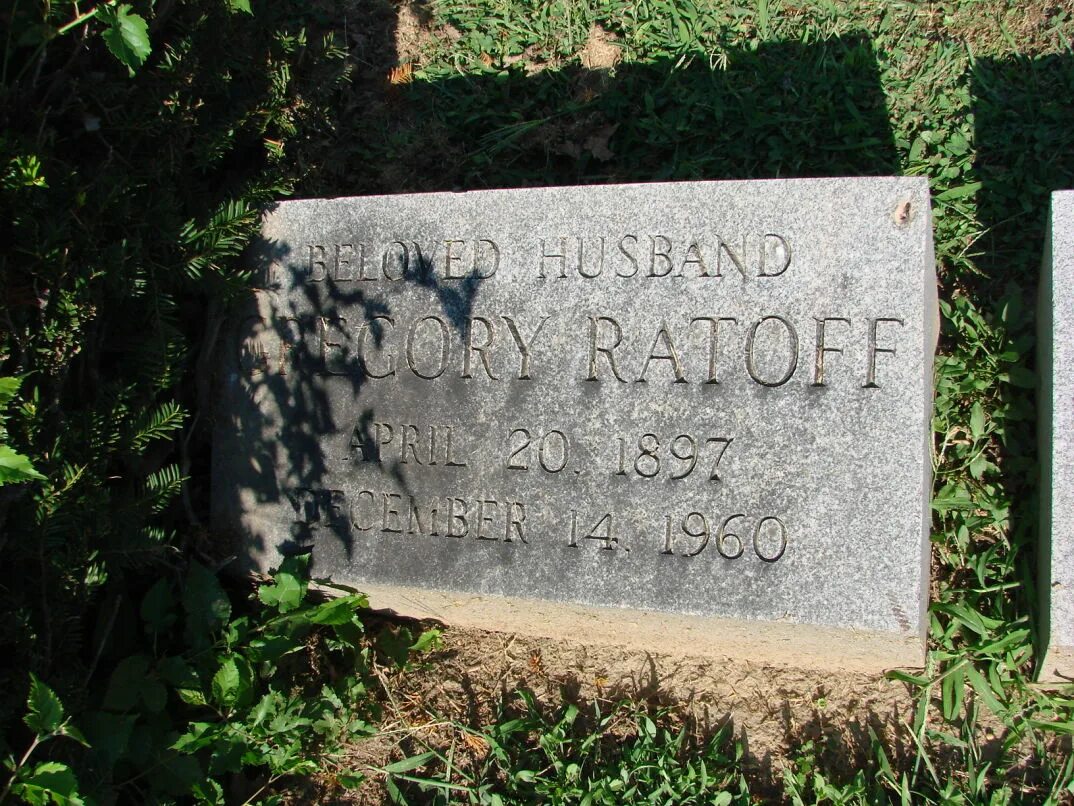 BELOVED HUSBAND
GREGORY RATOFF
APRIL 20, 1897
DECEMBER 14, 1960